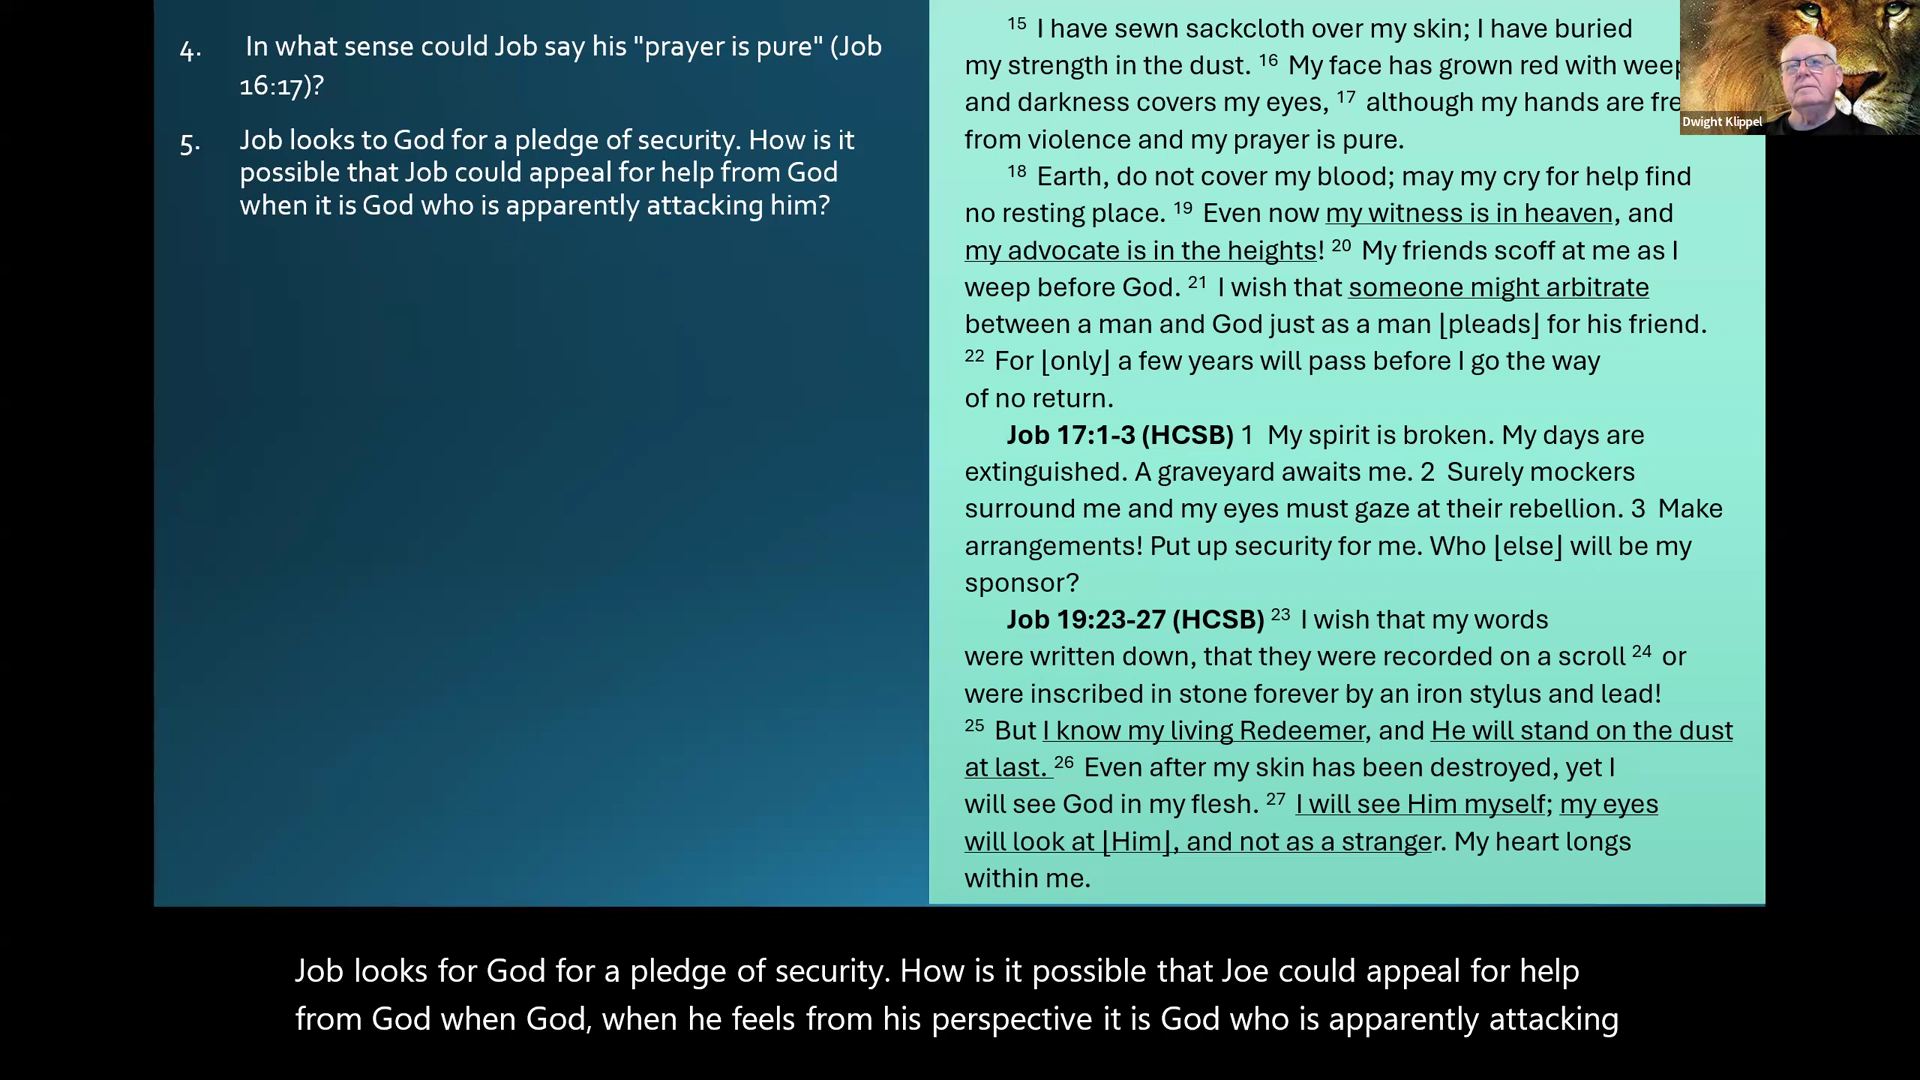 4. In what sense could Job say his "prayer is pure" (Job
16:17)?
5. Job looks to God for a pledge of security. How is it
possible that Job could appeal for help from God
when it is God who is apparently attacking him?
15 I have sewn sackcloth over my skin; I have buried
my strength in the dust. 16 My face has grown red with
and darkness covers my eyes, 17 although my hands are
from violence and my prayer is pure.
18 Earth, do not cover my blood; may my cry for help find
no resting place. 19 Even now my witness is in heaven, and
my advocate is in the heights! 20 My friends scoff at me as I
weep before God. 21 I wish that someone might arbitrate
between a man and God just as a man ⌊pleads⌋ for his friend.
22 For ⌊only⌋ a few years will pass before I go the way
of no return.
Job 17:1-3 (HCSB) 1 My spirit is broken. My days are
extinguished. A graveyard awaits me. 2 Surely mockers
surround me and my eyes must gaze at their rebellion. 3 Make
arrangements! Put up security for me. Who ⌊else⌋ will be my
sponsor?
Job 19:23-27 (HCSB) 23 I wish that my words
were written down, that they were recorded on a scroll 24 or
were inscribed in stone forever by an iron stylus and lead!
25 But I know my living Redeemer, and He will stand on the dust
at last. 26 Even after my skin has been destroyed, yet I
will see God in my flesh. 27 I will see Him myself; my eyes
will look at ⌊Him⌋, and not as a stranger. My heart longs
within me.
Dwight Klippel
Job looks for God for a pledge of security. How is it possible that Joe could appeal for help
from God when God, when he feels from his perspective it is God who is apparently attacking